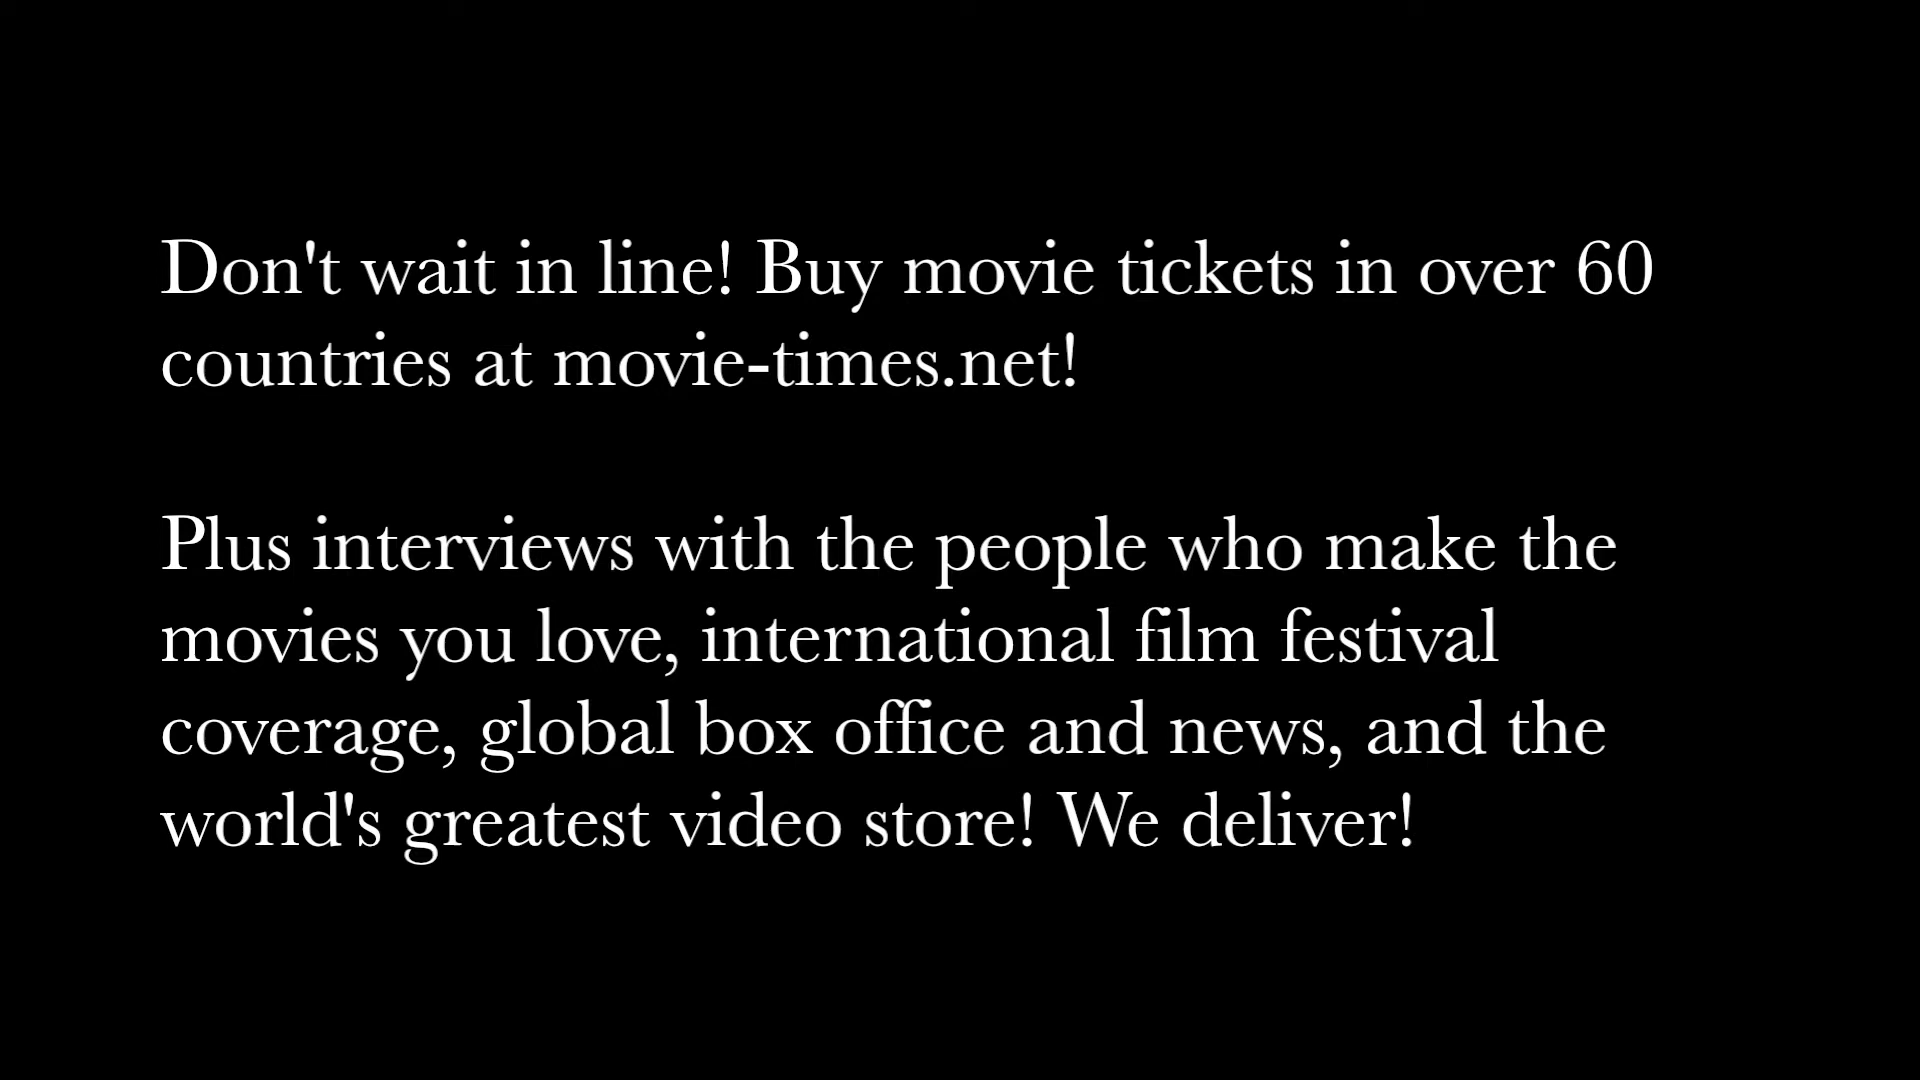 Don't wait in line! Buy movie tickets in over 60
countries at movie-times.net!
Plus interviews with the people who make the
movies you love, international film festival
coverage, global box office and news, and the
world's greatest video store! We deliver!